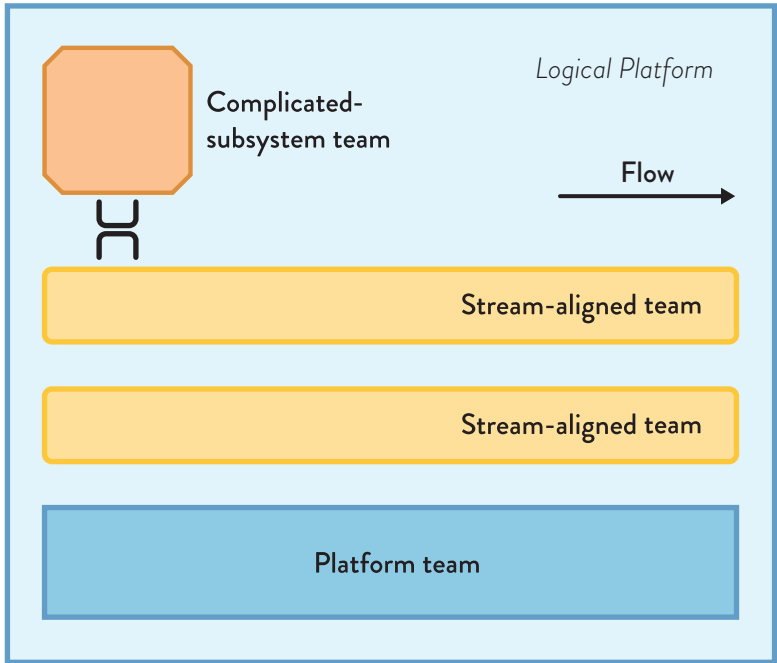 Logical Platform
Complicated-
subsystem team
Flow
Stream-aligned team
Stream-aligned team
Platform team